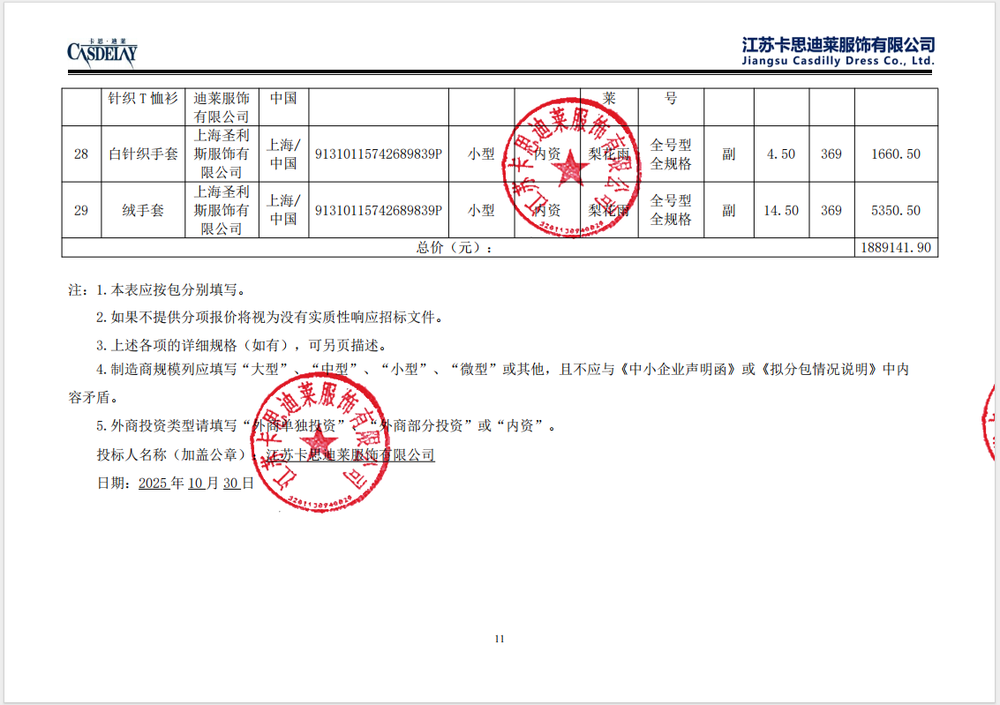 卡思·迪莱
CASDELAY
江苏卡思迪莱服饰有限公司
Jiangsu Casdilly Dress Co., Ltd.
针织T恤衫 迪莱服饰有限公司 中国 莱 号
28 白针织手套 上海圣利斯服饰有限公司 上海/中国 91310115742689839P 小型 内资 梨花雨 全号型全规格 副 4.50 369 1660.50
29 绒手套 上海圣利斯服饰有限公司 上海/中国 91310115742689839P 小型 内资 梨花雨 全号型全规格 副 14.50 369 5350.50
总价（元）： 1889141.90
江苏卡思迪莱服饰有限公司
注：1.本表应按包分别填写。
2.如果不提供分项报价将视为没有实质性响应招标文件。
3.上述各项的详细规格（如有），可另页描述。
4.制造商规模列应填写“大型”、“中型”、“小型”、“微型”或其他，且不应与《中小企业声明函》或《拟分包情况说明》中内
容矛盾。
5.外商投资类型请填写“外商单独投资”、“外商部分投资”或“内资”。
投标人名称（加盖公章）：江苏卡思迪莱服饰有限公司
日期：2025年10月30日
江苏卡思迪莱服饰有限公司
11